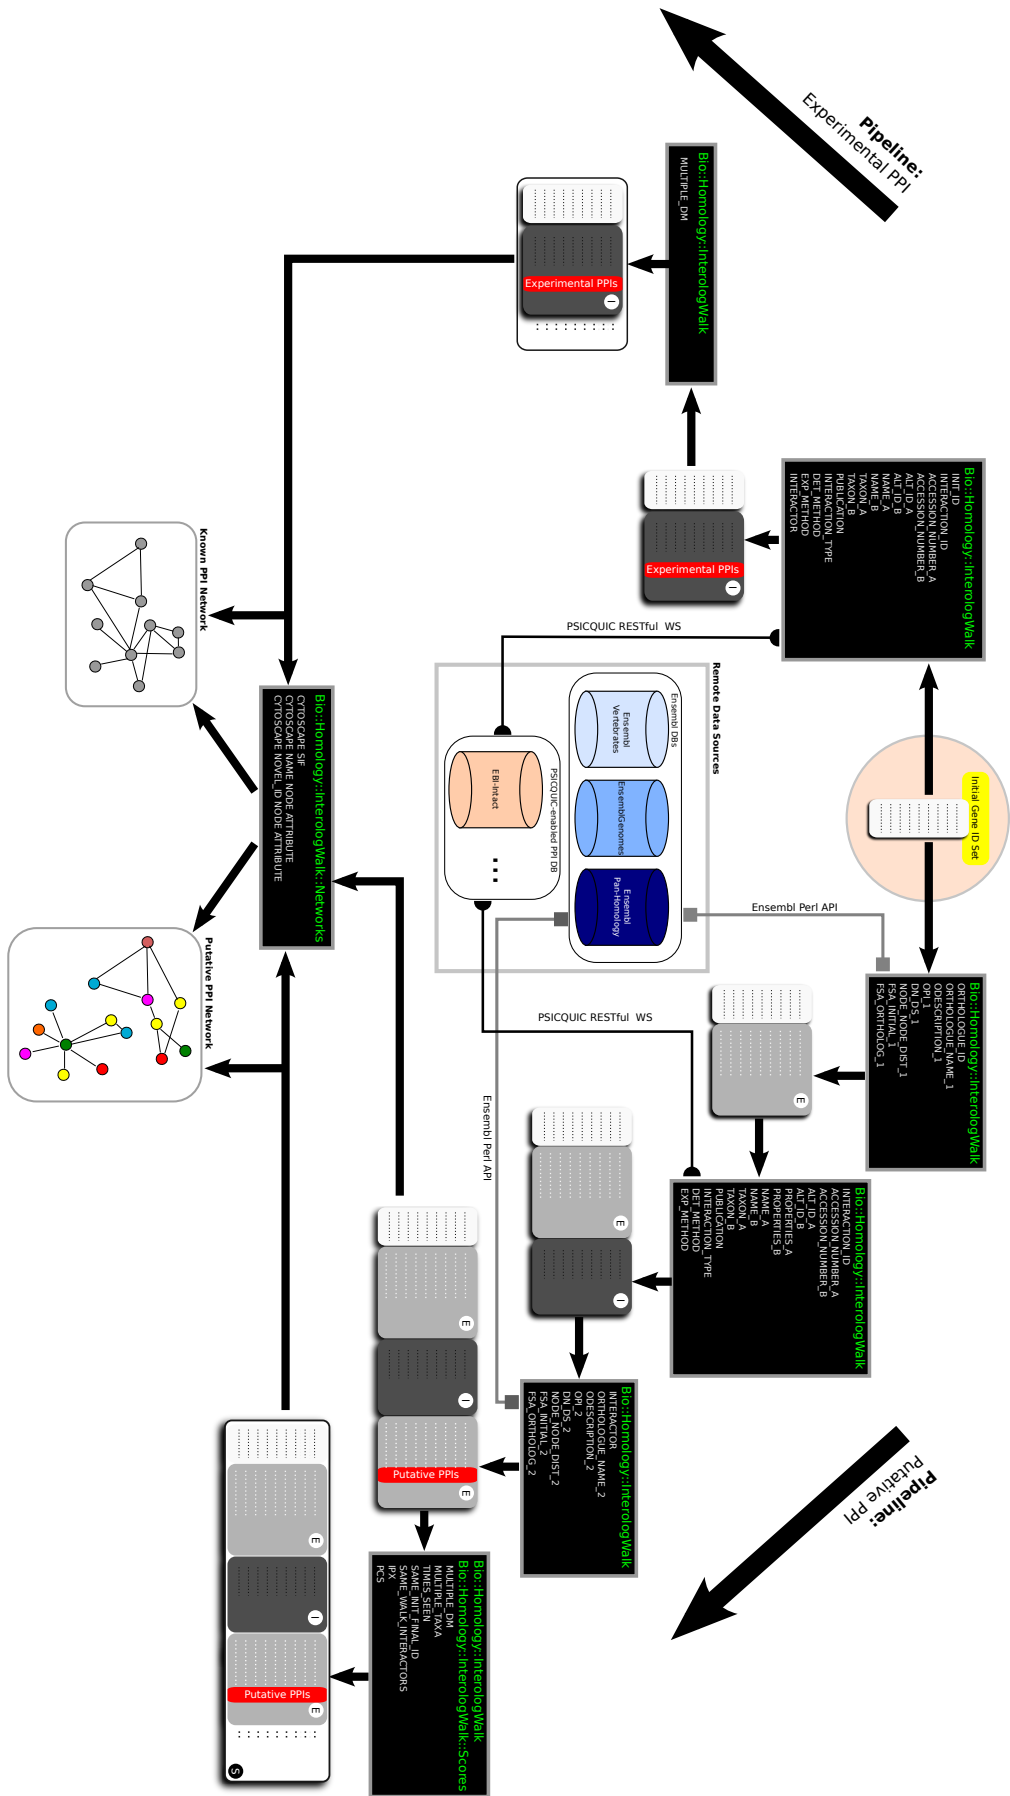 Pipeline:
Experimental PPI
Bio::Homology::InterologWalk
MULTIPLE_DM
Experimental PPIs
I
Bio::Homology::InterologWalk
INIT_ID
INTERACTION_ID
ACCESSION_NUMBER_A
ACCESSION_NUMBER_B
ALT_ID_A
ALT_ID_B
NAME_A
NAME_B
TAXON_A
TAXON_B
PUBLICATION
INTERACTION_TYPE
DET_METHOD
EXP_METHOD
INTERACTOR
Experimental PPIs
I
PSICQUIC RESTful WS
Initial Gene ID Set
Remote Data Sources
Ensembl DBs
Ensembl
Vertebrates
EnsemblGenomes
Ensembl
Pan-Homology
PSICQUIC-enabled PPI DB
EBI-Intact
...
Ensembl Perl API
Known PPI Network
Bio::Homology::InterologWalk::Networks
CYTOSCAPE SIF
CYTOSCAPE NAME NODE ATTRIBUTE
CYTOSCAPE NOVEL_ID NODE ATTRIBUTE
Putative PPI Network
Bio::Homology::InterologWalk
ORTHOLOGUE_ID
ORTHOLOGUE_NAME_1
ODESCRIPTION_1
OPI_1
DN_DS_1
NODE_NODE_DIST_1
FSA_INITIAL_1
FSA_ORTHOLOG_1
E
PSICQUIC RESTful WS
Ensembl Perl API
Bio::Homology::InterologWalk
INTERACTION_ID
ACCESSION_NUMBER_A
ACCESSION_NUMBER_B
ALT_ID_A
ALT_ID_B
PROPERTIES_A
PROPERTIES_B
NAME_A
NAME_B
TAXON_A
TAXON_B
PUBLICATION
INTERACTION_TYPE
DET_METHOD
EXP_METHOD
E
I
Bio::Homology::InterologWalk
INTERACTOR
ORTHOLOGUE_NAME_2
ODESCRIPTION_2
OPI_2
DN_DS_2
NODE_NODE_DIST_2
FSA_INITIAL_2
FSA_ORTHOLOG_2
E
I
Putative PPIs
E
Pipeline:
Putative PPI
Bio::Homology::InterologWalk
Bio::Homology::InterologWalk::Scores
MULTIPLE_DM
MULTIPLE_TAXA
TIMES_SEEN
SAME_INIT_FINAL_ID
SAME_WALK_INTERACTORS
IPX
PCS
E
I
Putative PPIs
E
S